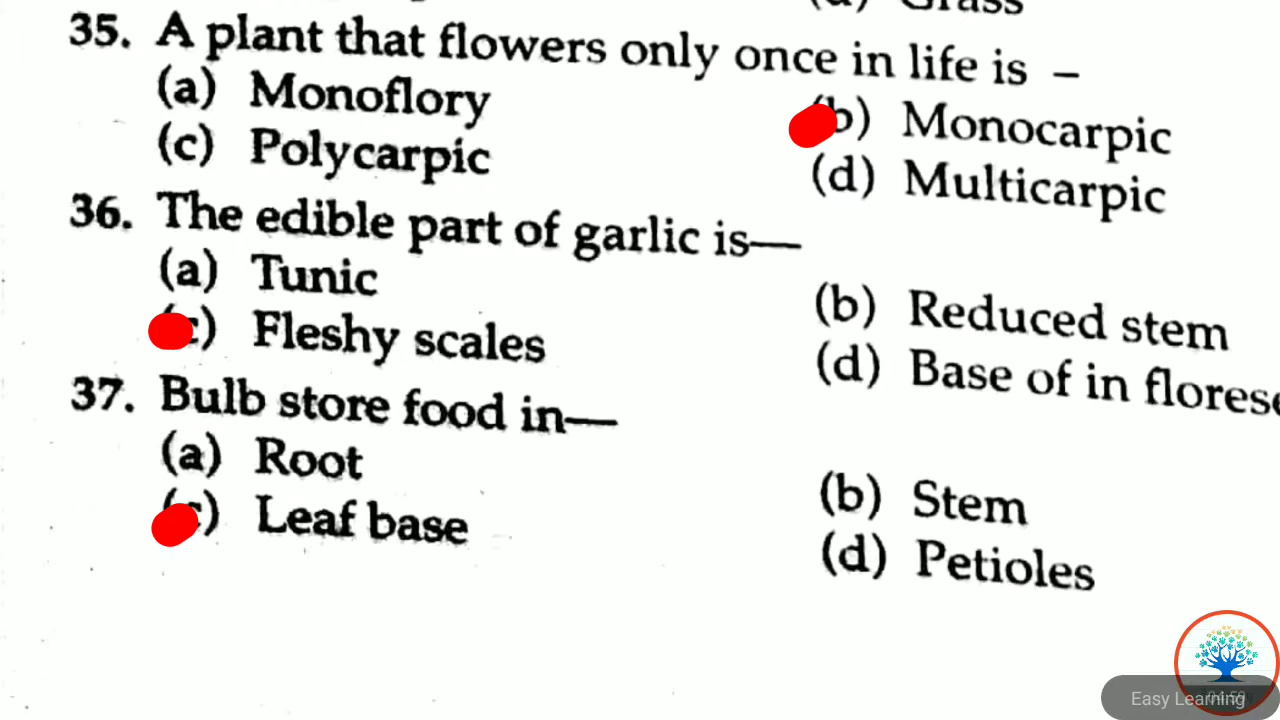 (d) Grass
35. A plant that flowers only once in life is –
(a) Monoflory
(b) Monocarpic
(c) Polycarpic
(d) Multicarpic
36. The edible part of garlic is—
(a) Tunic
(b) Reduced stem
(c) Fleshy scales
(d) Base of in floresc
37. Bulb store food in—
(a) Root
(b) Stem
(c) Leaf base
(d) Petioles
Easy Learning